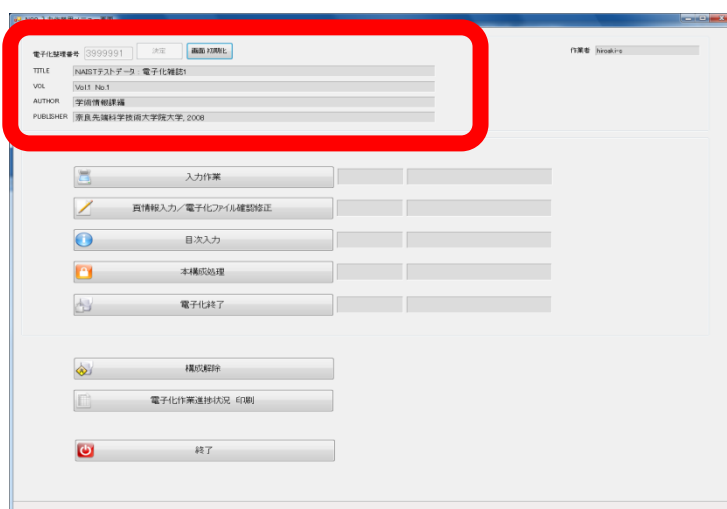 電子化整理番号 3999991 決定 画面初期化 作業者 hiroaki-s
TITLE NAISTテストデータ:電子化雑誌1
VOL Vol.1 No.1
AUTHOR 学術情報課編
PUBLISHER 奈良先端科学技術大学院大学, 2008
入力作業
頁情報入力/電子化ファイル確認修正
目次入力
本構成処理
電子化終了
構成解除
電子化作業進捗状況 印刷
終了